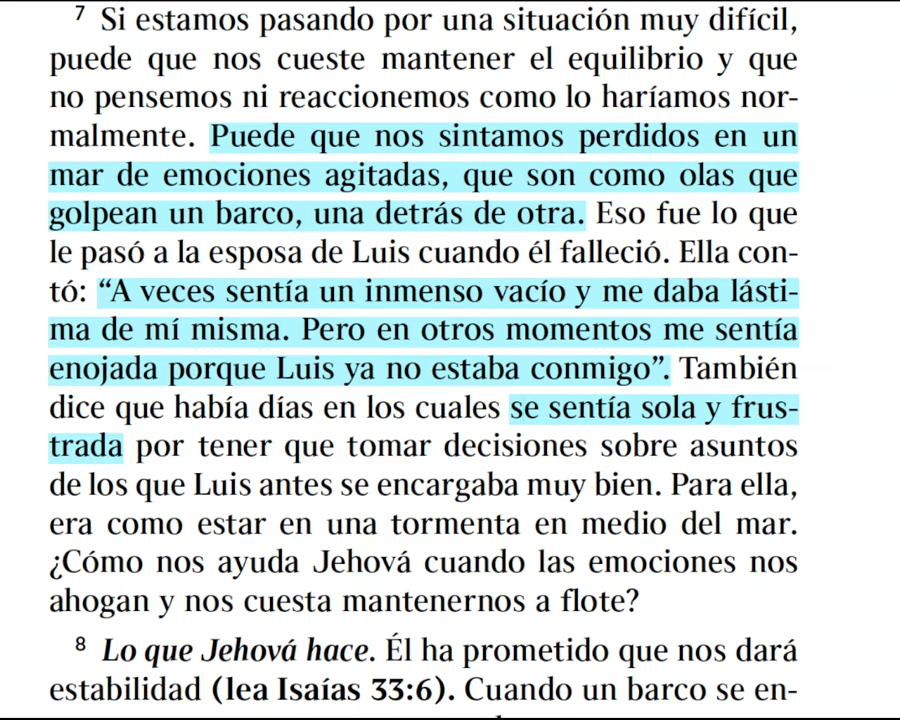 7 Si estamos pasando por una situación muy difícil,
puede que nos cueste mantener el equilibrio y que
no pensemos ni reaccionemos como lo haríamos nor-
malmente. Puede que nos sintamos perdidos en un
mar de emociones agitadas, que son como olas que
golpean un barco, una detrás de otra. Eso fue lo que
le pasó a la esposa de Luis cuando él falleció. Ella con-
tó: “A veces sentía un inmenso vacío y me daba lásti-
ma de mí misma. Pero en otros momentos me sentía
enojada porque Luis ya no estaba conmigo”. También
dice que había días en los cuales se sentía sola y frus-
trada por tener que tomar decisiones sobre asuntos
de los que Luis antes se encargaba muy bien. Para ella,
era como estar en una tormenta en medio del mar.
¿Cómo nos ayuda Jehová cuando las emociones nos
ahogan y nos cuesta mantenernos a flote?
8 Lo que Jehová hace. Él ha prometido que nos dará
estabilidad (lea Isaías 33:6). Cuando un barco se en-